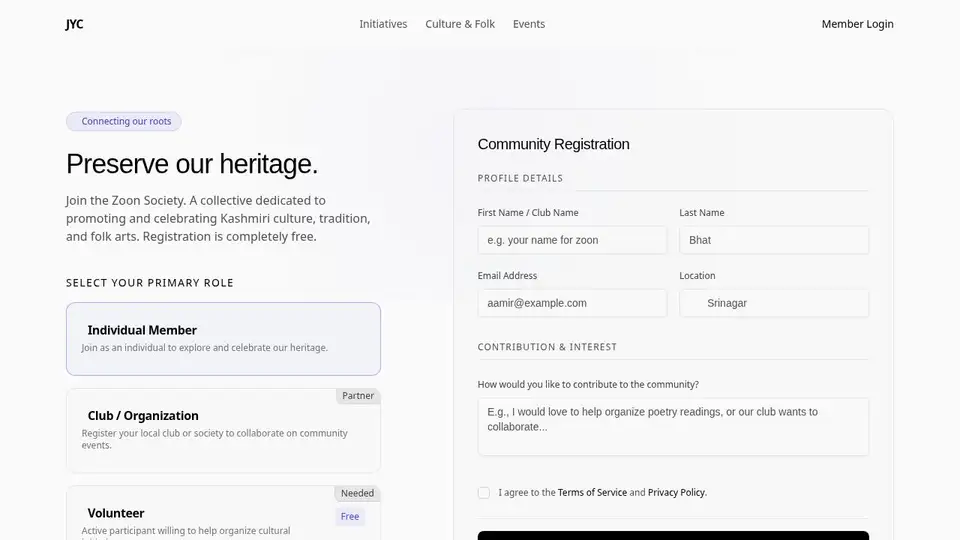 JYC
Initiatives
Culture & Folk
Events
Member Login
Connecting our roots
Preserve our heritage.
Join the Zoon Society. A collective dedicated to
promoting and celebrating Kashmiri culture, tradition,
and folk arts. Registration is completely free.
SELECT YOUR PRIMARY ROLE
Individual Member
Join as an individual to explore and celebrate our heritage.
Partner
Club / Organization
Register your local club or society to collaborate on community
events.
Needed
Volunteer
Free
Active participant willing to help organize cultural
Community Registration
PROFILE DETAILS
First Name / Club Name
Last Name
e.g. your name for zoon
Bhat
Email Address
Location
aamir@example.com
Srinagar
CONTRIBUTION & INTEREST
How would you like to contribute to the community?
E.g., I would love to help organize poetry readings, or our club wants to
collaborate...
I agree to the Terms of Service and Privacy Policy.